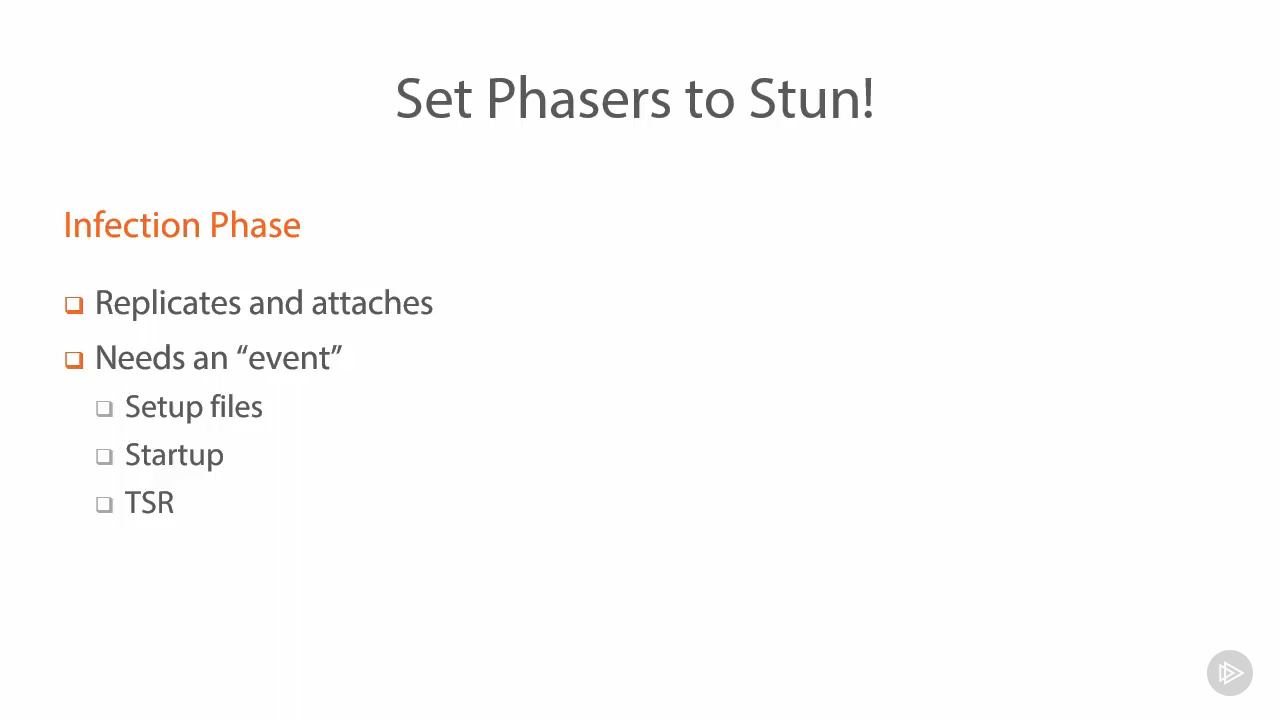 Set Phasers to Stun!
Infection Phase
Replicates and attaches
Needs an “event”
Setup files
Startup
TSR